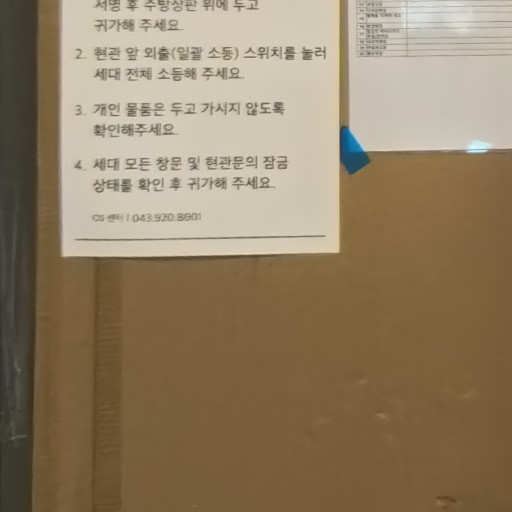 서명 후 주방상판 위에 두고
귀가해 주세요.
2. 현관 앞 외출(일괄 소등) 스위치를 눌러
세대 전체 소등해 주세요.
3. 개인 물품은 두고 가시지 않도록
확인해주세요.
4. 세대 모든 창문 및 현관문의 잠금
상태를 확인 후 귀가해 주세요.
CS 센터 | 043.920.8901